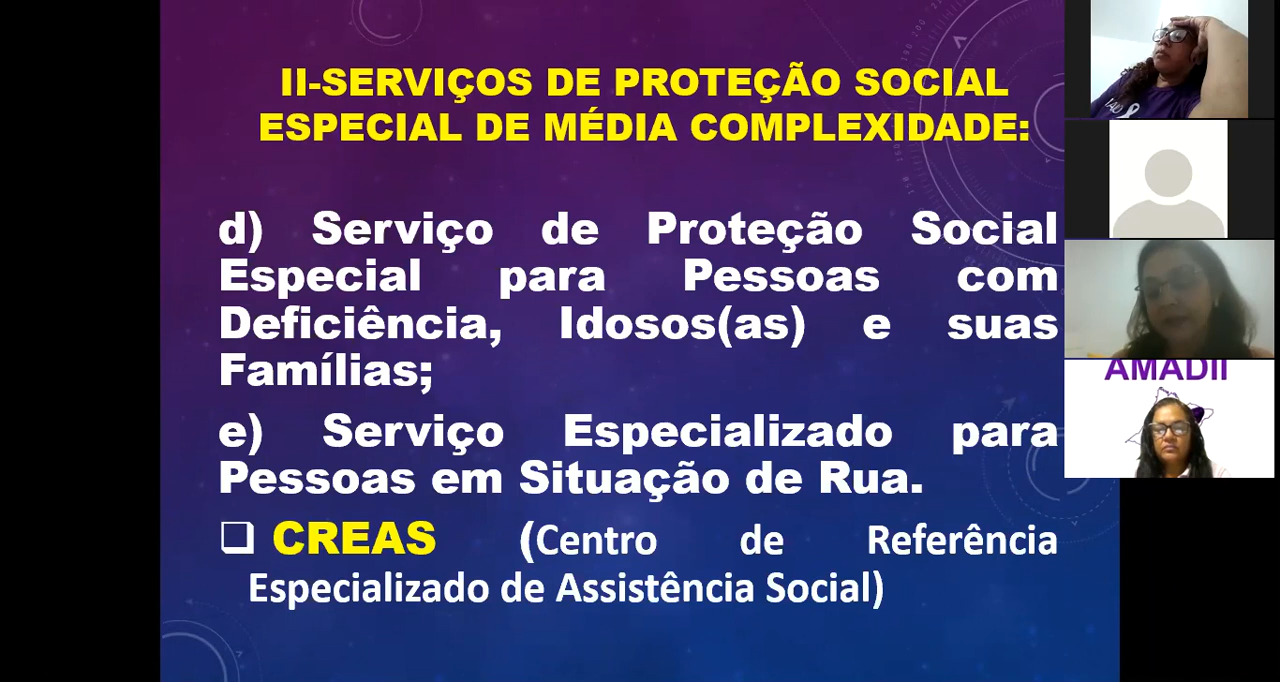 II-SERVIÇOS DE PROTEÇÃO SOCIAL
ESPECIAL DE MÉDIA COMPLEXIDADE:
d) Serviço de Proteção Social
Especial para Pessoas com
Deficiência, Idosos(as) e suas
Famílias;
e) Serviço Especializado para
Pessoas em Situação de Rua.
CREAS (Centro de Referência
Especializado de Assistência Social)
AMADII